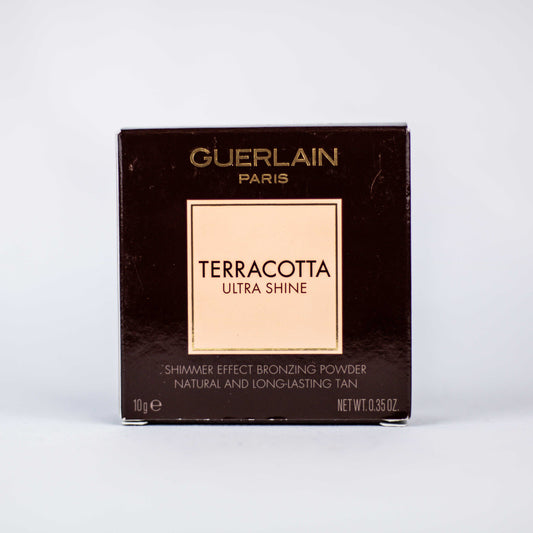 GUERLAIN
PARIS
TERRACOTTA
ULTRA SHINE
SHIMMER EFFECT BRONZING POWDER
NATURAL AND LONG-LASTING TAN
10g ℮ NET WT. 0.35 OZ.